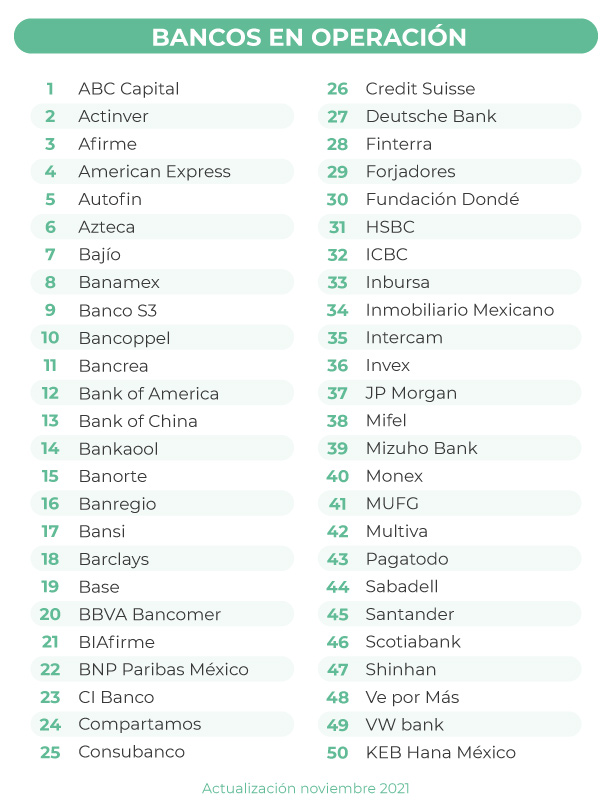 BANCOS EN OPERACIÓN
1 ABC Capital
2 Actinver
3 Afirme
4 American Express
5 Autofin
6 Azteca
7 Bajío
8 Banamex
9 Banco S3
10 Bancoppel
11 Bancrea
12 Bank of America
13 Bank of China
14 Bankaool
15 Banorte
16 Banregio
17 Bansi
18 Barclays
19 Base
20 BBVA Bancomer
21 BIAfirme
22 BNP Paribas México
23 CI Banco
24 Compartamos
25 Consubanco
26 Credit Suisse
27 Deutsche Bank
28 Finterra
29 Forjadores
30 Fundación Dondé
31 HSBC
32 ICBC
33 Inbursa
34 Inmobiliario Mexicano
35 Intercam
36 Invex
37 JP Morgan
38 Mifel
39 Mizuho Bank
40 Monex
41 MUFG
42 Multiva
43 Pagatodo
44 Sabadell
45 Santander
46 Scotiabank
47 Shinhan
48 Ve por Más
49 VW bank
50 KEB Hana México
Actualización noviembre 2021